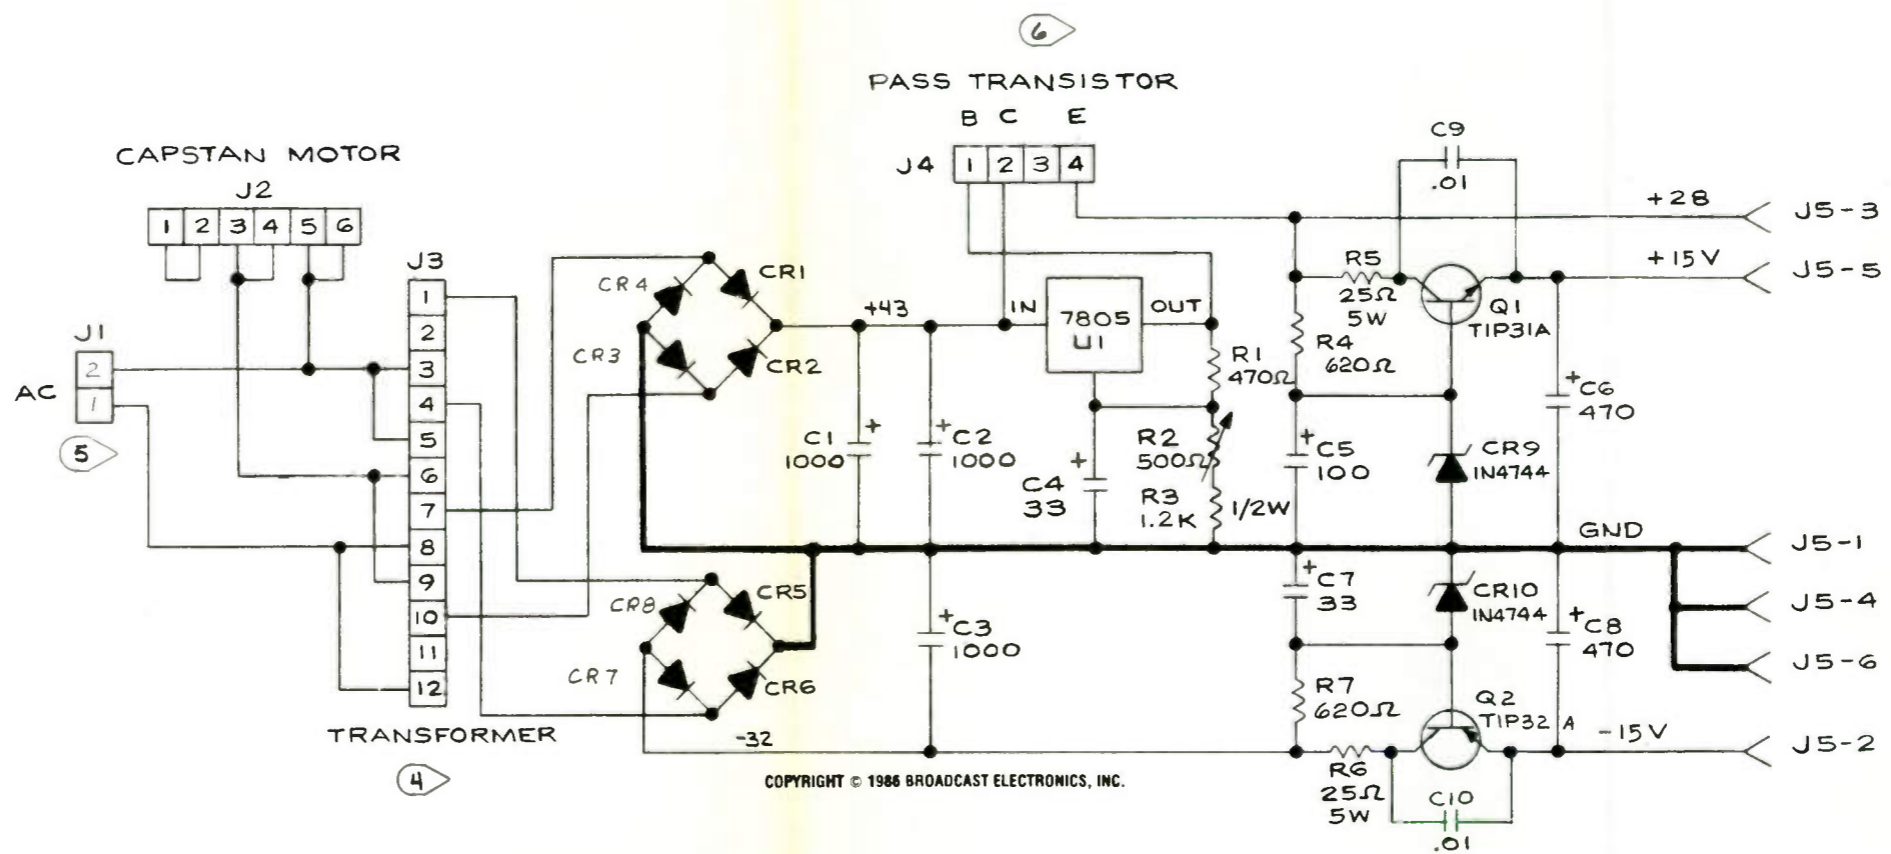 6
PASS TRANSISTOR
B C E
J4 1 2 3 4
C9
.01
CAPSTAN MOTOR
J2
1 2 3 4 5 6
+28
J5-3
+15V
J5-5
R5
25Ω
5W
Q1
TIP31A
J3
1
2
3
4
5
6
7
8
9
10
11
12
TRANSFORMER
4
J1
2
1
AC
5
CR4
CR1
CR3
CR2
+43
IN
7805
U1
OUT
R1
470Ω
R4
620Ω
C1
1000
+
C2
1000
+
C4
33
+
R2
500Ω
R3
1.2K
1/2W
C5
100
+
CR9
1N4744
C6
470
+
GND
J5-1
J5-4
J5-6
CR8
CR5
CR7
CR6
-32
C3
1000
+
C7
33
+
CR10
1N4744
C8
470
+
R7
620Ω
Q2
TIP32 A
-15V
J5-2
R6
25Ω
5W
C10
.01
COPYRIGHT © 1986 BROADCAST ELECTRONICS, INC.